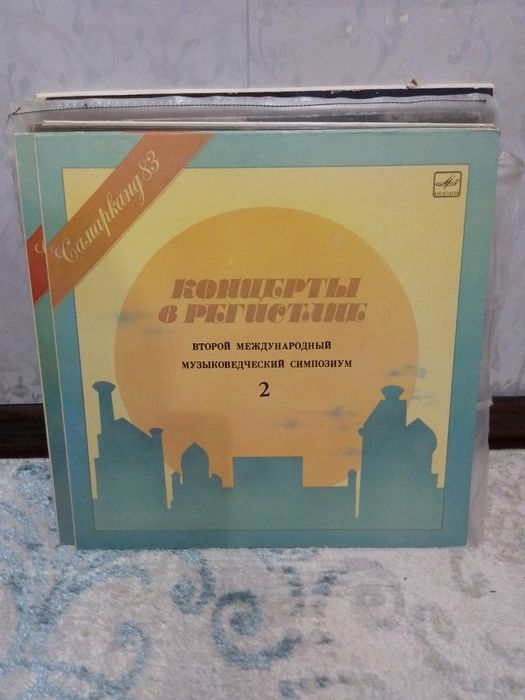 Самарканд 83
МЕЛОДИЯ
КОНЦЕРТЫ
В РЕГИСТАНЕ
ВТОРОЙ МЕЖДУНАРОДНЫЙ
МУЗЫКОВЕДЧЕСКИЙ СИМПОЗИУМ
2